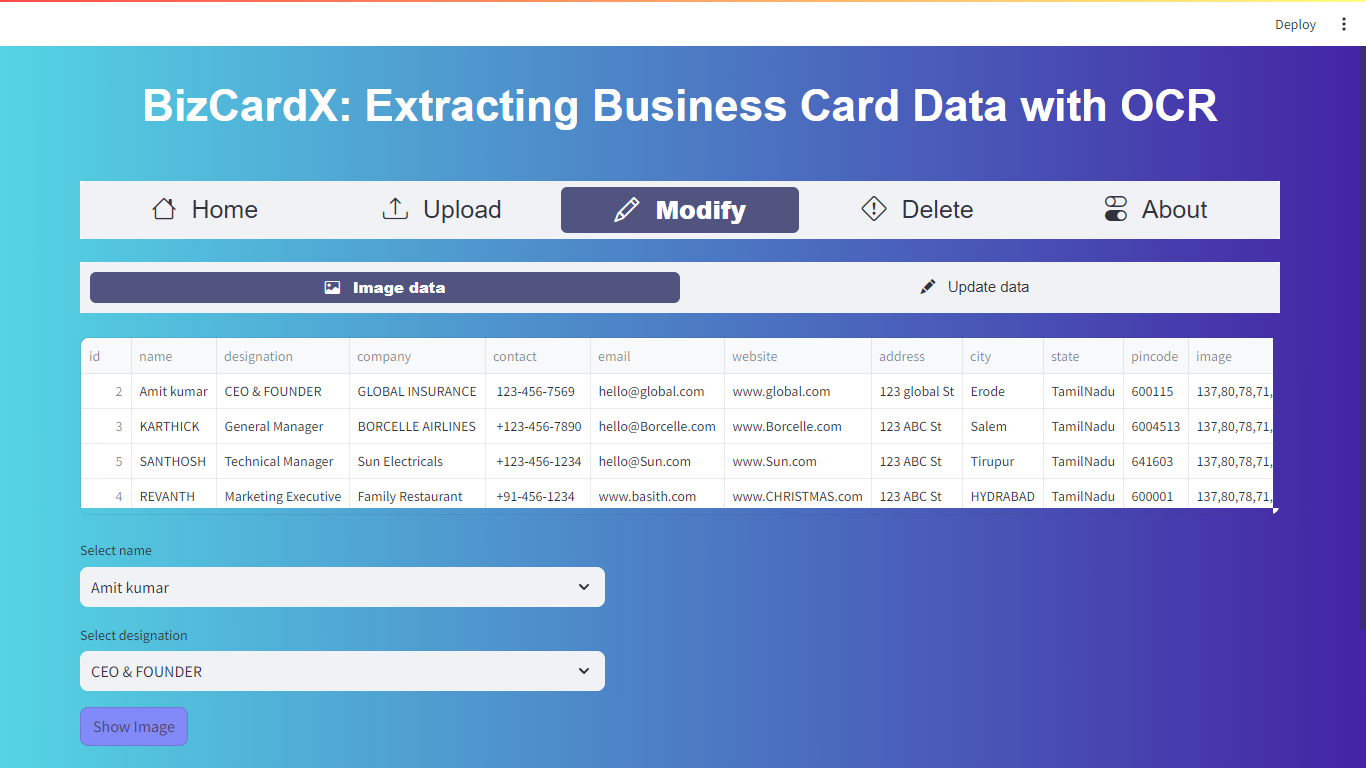 Deploy
BizCardX: Extracting Business Card Data with OCR
Home Upload Modify Delete About
Image data Update data
id name designation company contact email website address city state pincode image
2 Amit kumar CEO & FOUNDER GLOBAL INSURANCE 123-456-7569 hello@global.com www.global.com 123 global St Erode TamilNadu 600115 137,80,78,71,
3 KARTHICK General Manager BORCELLE AIRLINES +123-456-7890 hello@Borcelle.com www.Borcelle.com 123 ABC St Salem TamilNadu 6004513 137,80,78,71,
5 SANTHOSH Technical Manager Sun Electricals +123-456-1234 hello@Sun.com www.Sun.com 123 ABC St Tirupur TamilNadu 641603 137,80,78,71,
4 REVANTH Marketing Executive Family Restaurant +91-456-1234 www.basith.com www.CHRISTMAS.com 123 ABC St HYDRABAD TamilNadu 600001 137,80,78,71,
Select name
Amit kumar
Select designation
CEO & FOUNDER
Show Image